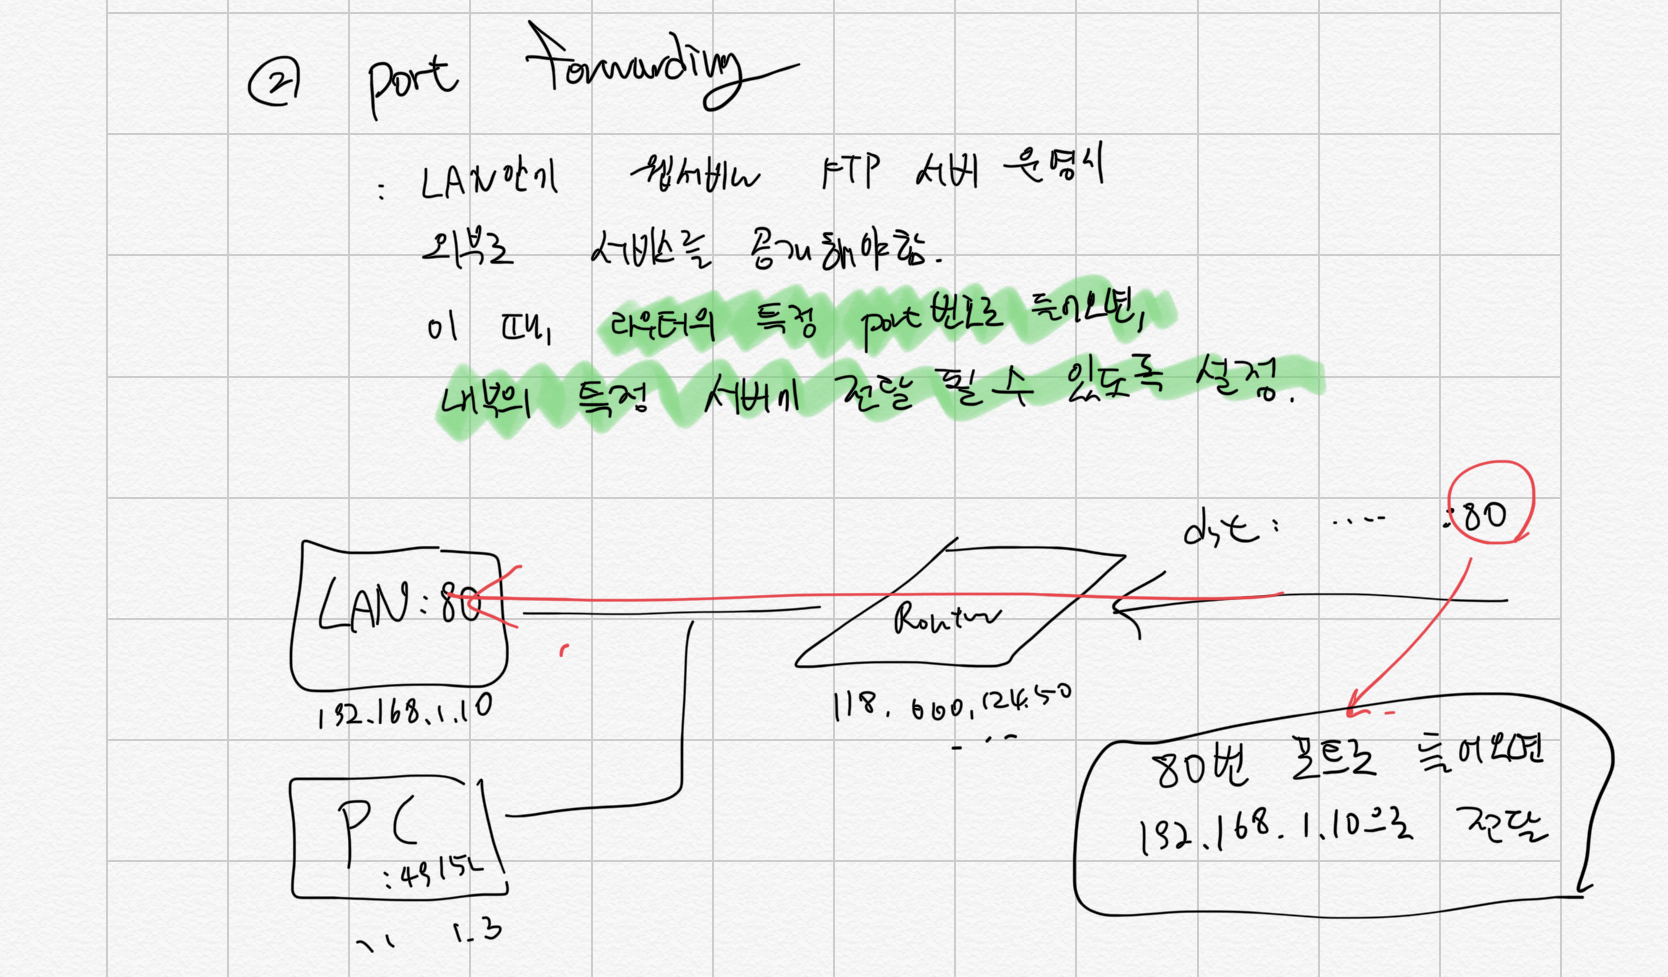 ② port forwarding
: LAN안에 웹서버나 FTP 서버 운영시
외부로 서비스를 공개해야함.
이 때, 라우터의 특정 port번호로 들어오면,
내부의 특정 서버에 전달 될 수 있도록 설정.
dst: .... :80
LAN:80
Router
192.168.1.10
118. 000.124.50
80번 포트로 들어오면
192.168.1.10으로 전달
PC
:49152
1.3